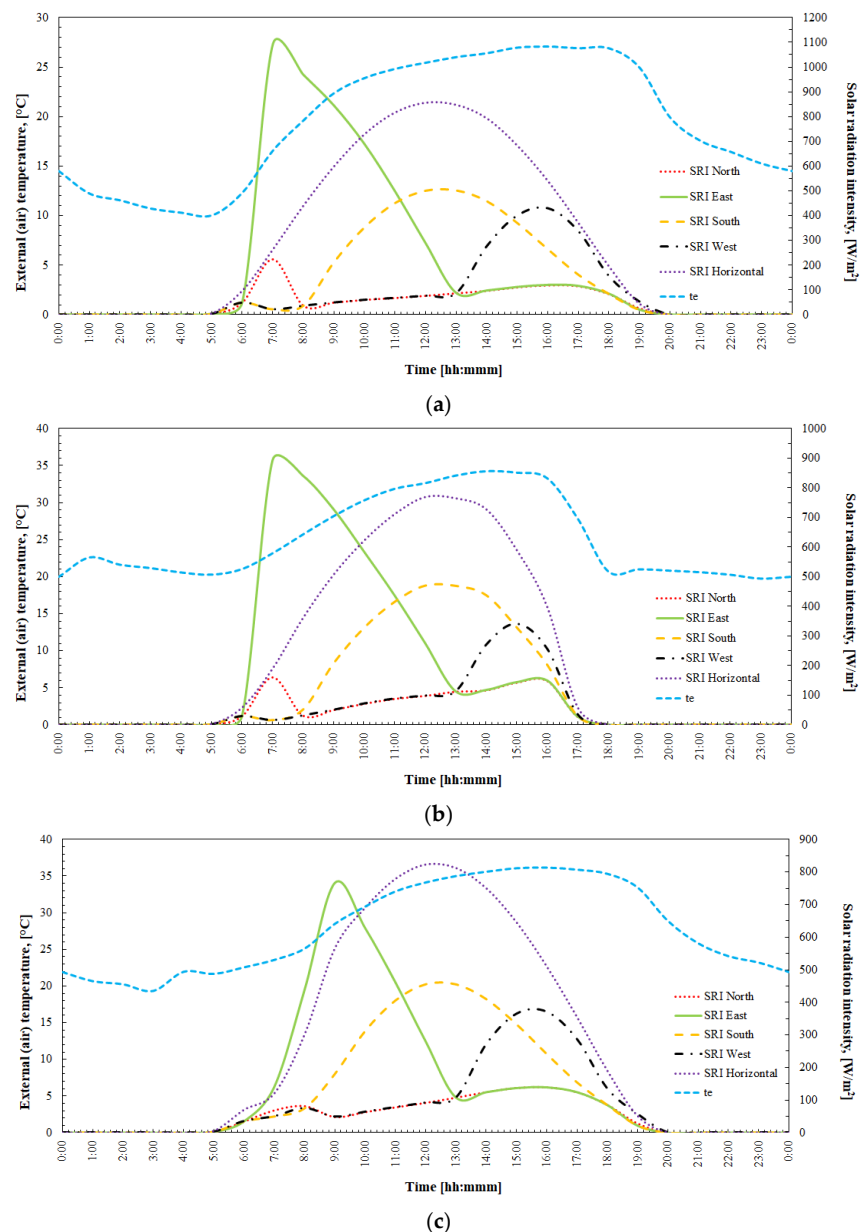 30 1200
25 1100
1000
20 900
800
15 700
600
10 500
400
5 300
200
100
0 0
External (air) temperature, [°C]
Solar radiation intensity, [W/m²]
SRI North
SRI East
SRI South
SRI West
SRI Horizontal
te
0:00 1:00 2:00 3:00 4:00 5:00 6:00 7:00 8:00 9:00 10:00 11:00 12:00 13:00 14:00 15:00 16:00 17:00 18:00 19:00 20:00 21:00 22:00 23:00 0:00
Time [hh:mmm]
(a)
40 1000
35 900
30 800
25 700
600
20 500
15 400
10 300
200
5 100
0 0
External (air) temperature, [°C]
Solar radiation intensity, [W/m²]
SRI North
SRI East
SRI South
SRI West
SRI Horizontal
te
0:00 1:00 2:00 3:00 4:00 5:00 6:00 7:00 8:00 9:00 10:00 11:00 12:00 13:00 14:00 15:00 16:00 17:00 18:00 19:00 20:00 21:00 22:00 23:00 0:00
Time [hh:mmm]
(b)
40 900
35 800
30 700
25 600
20 500
15 400
300
10 200
5 100
0 0
External (air) temperature, [°C]
Solar radiation intensity, [W/m²]
SRI North
SRI East
SRI South
SRI West
SRI Horizontal
te
0:00 1:00 2:00 3:00 4:00 5:00 6:00 7:00 8:00 9:00 10:00 11:00 12:00 13:00 14:00 15:00 16:00 17:00 18:00 19:00 20:00 21:00 22:00 23:00 0:00
Time [hh:mmm]
(c)